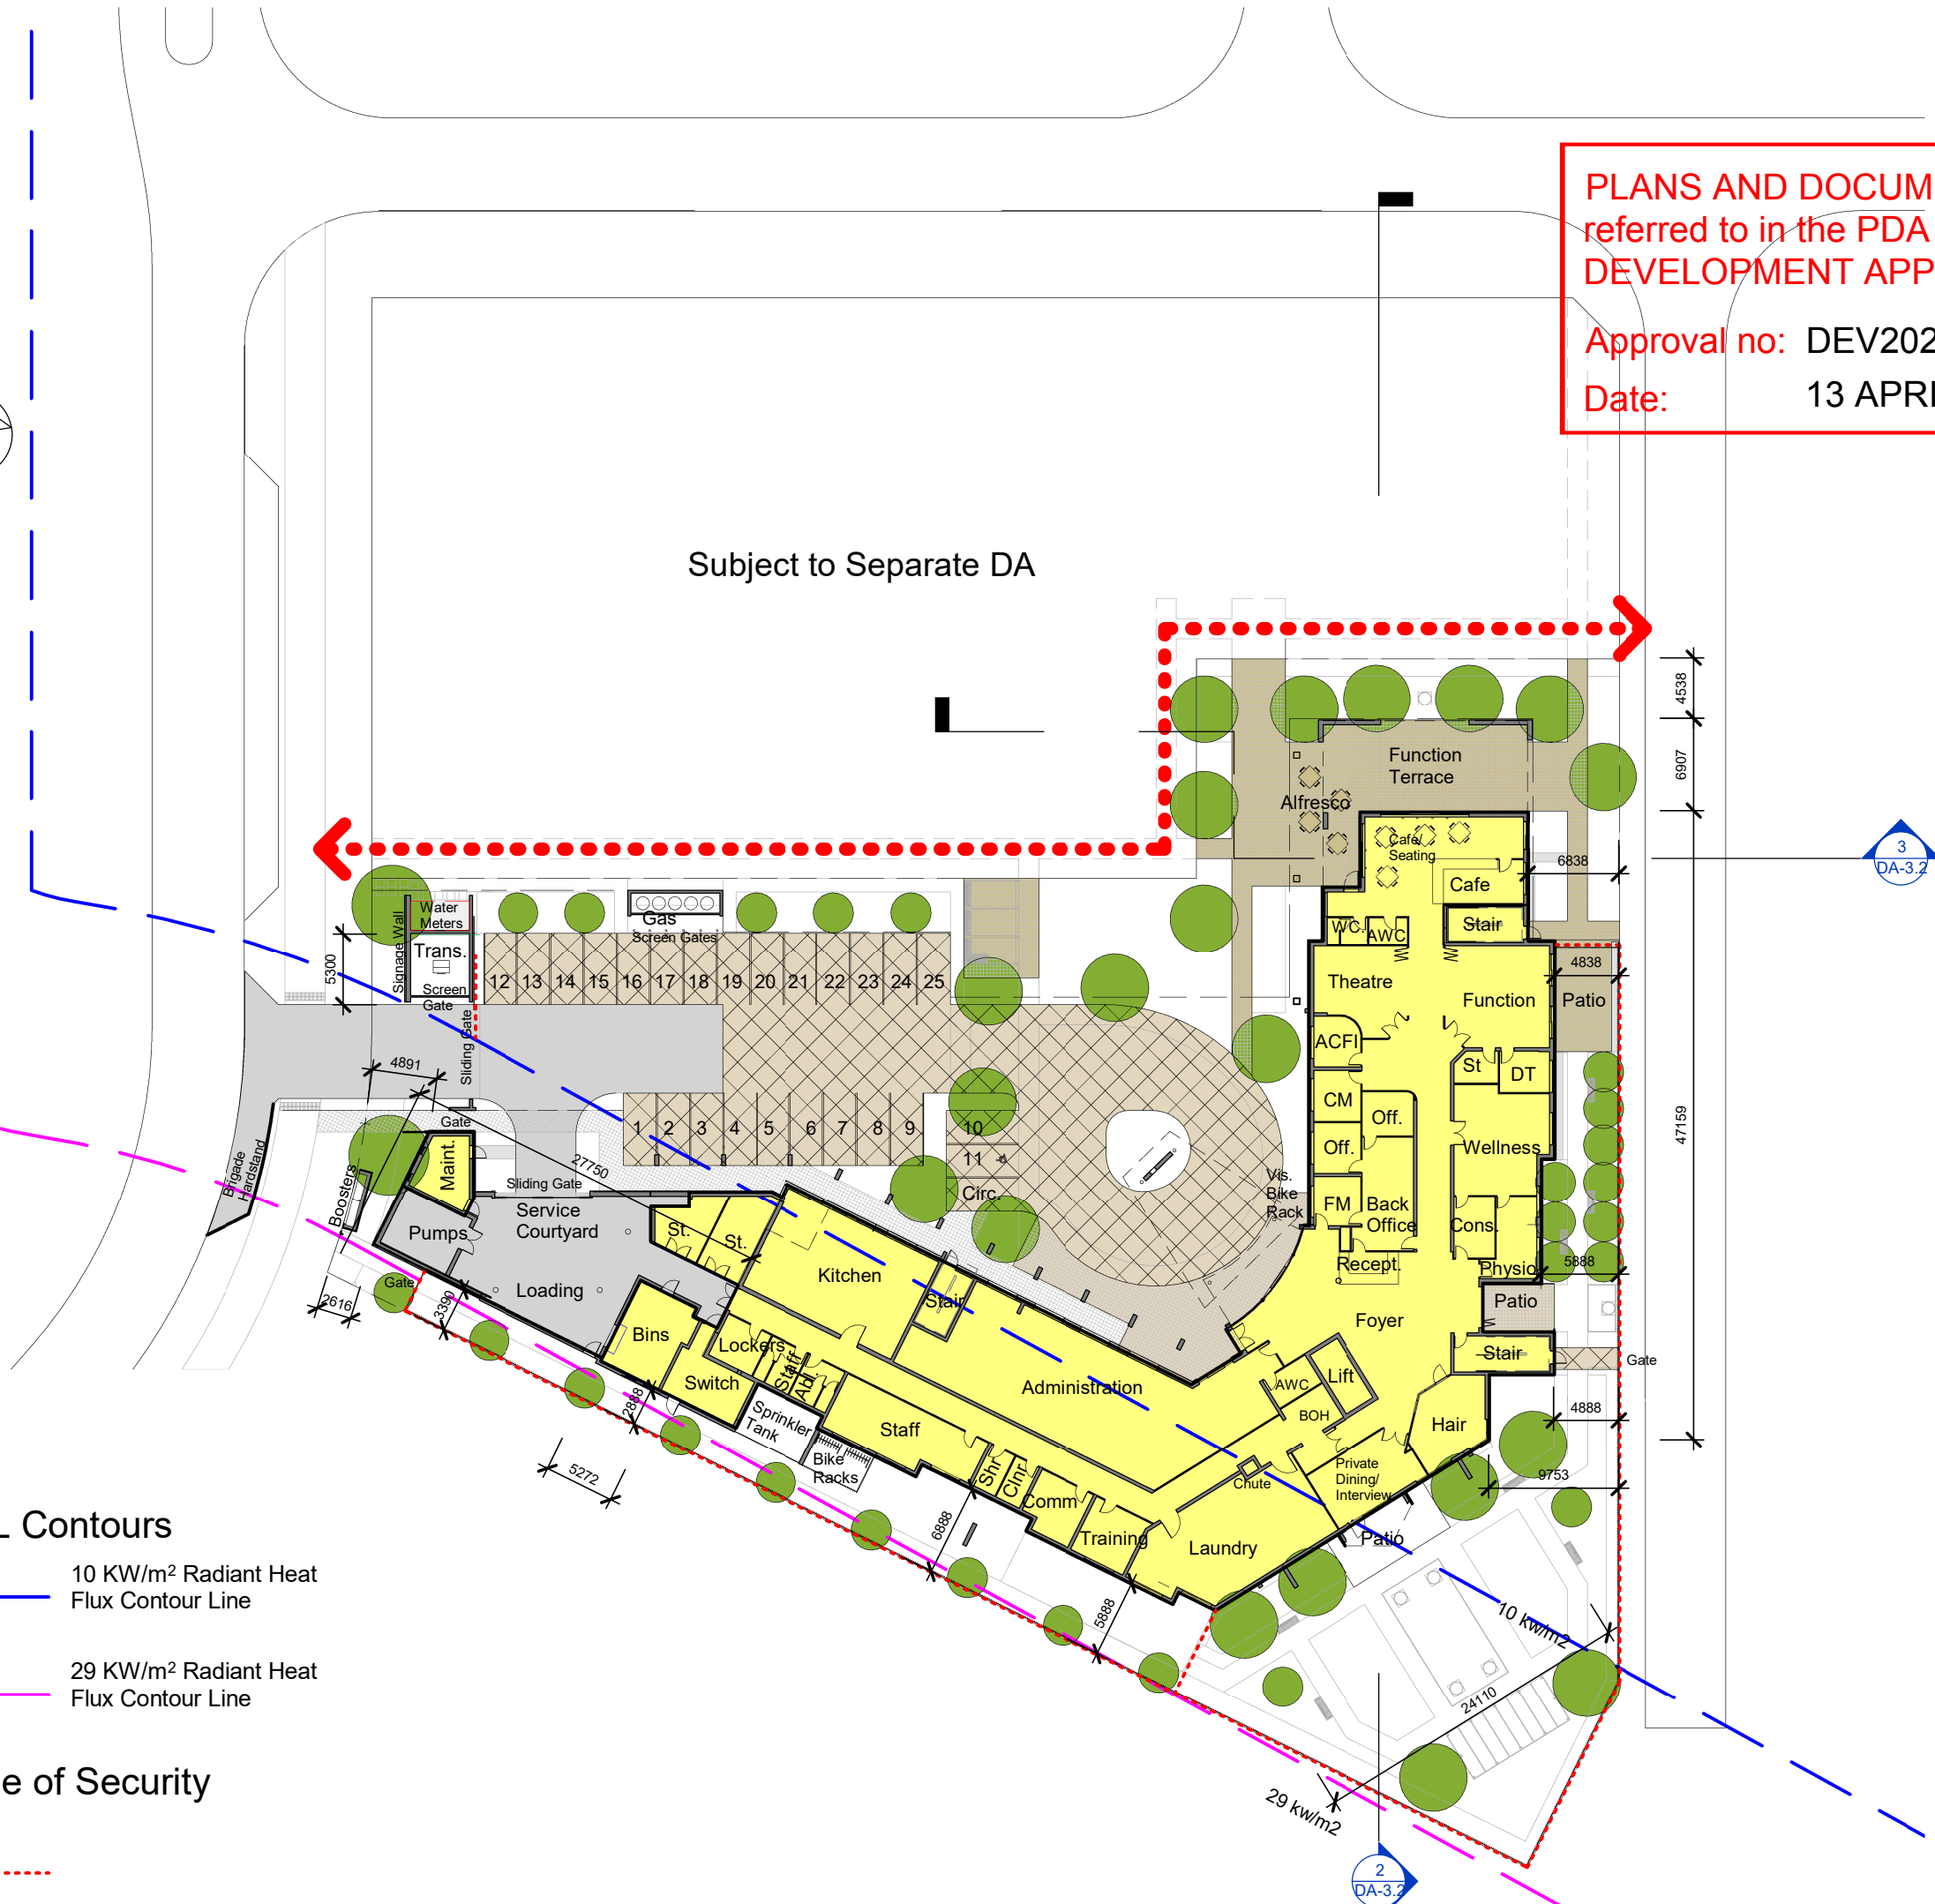 PLANS AND DOCUM
referred to in the PDA
DEVELOPMENT APP
Approval no: DEV202
Date: 13 APRI
Subject to Separate DA
4538
6907
Function
Terrace
Alfresco
Cafe/
Seating
6838
3
DA-3.2
Cafe
Stair
WC.
AWC
Water
Meters
Signage Wall
Gas
Screen Gates
Trans.
5300
Screen
Gate
Sliding Gate
12 13 14 15 16 17 18 19 20 21 22 23 24 25
Theatre
Function
4838
Patio
ACFI
St
DT
4891
CM
Off.
Off.
47159
Gate
1 2 3 4 5 6 7 8 9 10
11
Circ.
Wellness
Maint.
27750
Brigade
Hardstand
Boosters
Sliding Gate
Service
Courtyard
Pumps
St.
St.
Vis.
Bike
Rack
FM
Back
Office
Cons.
Recept.
Physio
5888
Kitchen
Gate
Loading
Stair
Patio
2616
3390
Foyer
Bins
Lockers
Stair
Gate
Staff
Abl.
Switch
Administration
AWC
Lift
2888
Sprinkler
Tank
BOH
Hair
4888
Staff
Bike
Racks
5272
Shr
Clnr
Chute
Private
Dining/
Interview
9753
Comm
L Contours
Training
Laundry
Patio
6888
10 KW/m² Radiant Heat
Flux Contour Line
5888
10 kw/m2
29 KW/m² Radiant Heat
Flux Contour Line
24110
e of Security
29 kw/m2
2
DA-3.2